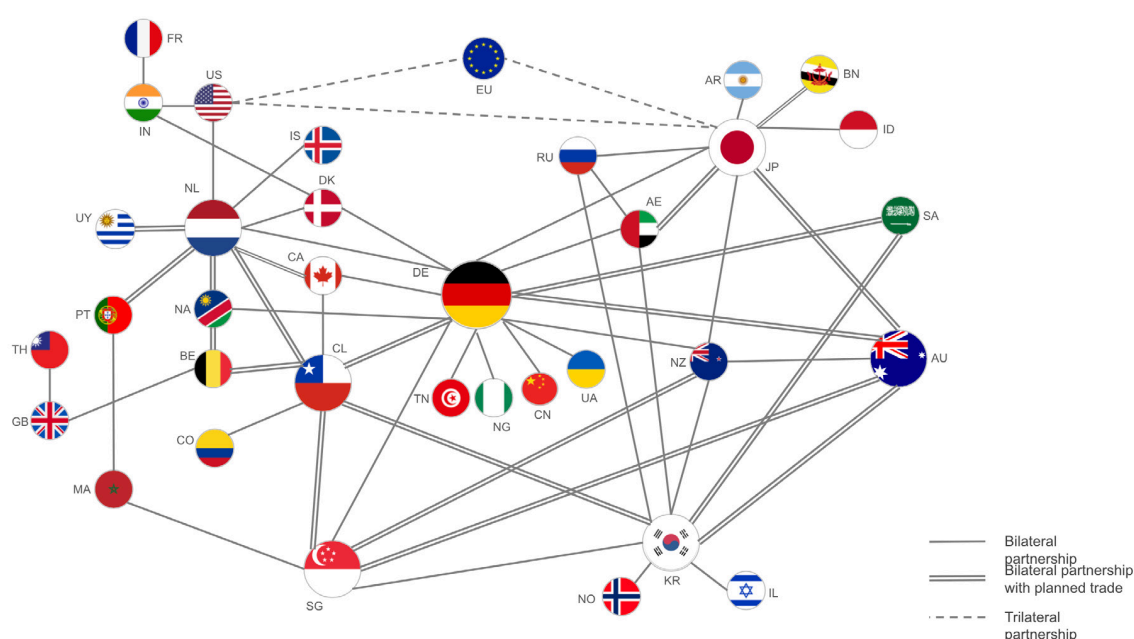 FR
US
IN
EU
AR
BN
ID
JP
IS
RU
DK
NL
AE
UY
SA
CA
DE
PT
NA
TH
BE
CL
NZ
AU
GB
TN
NG
CN
UA
CO
MA
SG
KR
NO
IL
Bilateral
partnership
Bilateral partnership
with planned trade
Trilateral
partnership